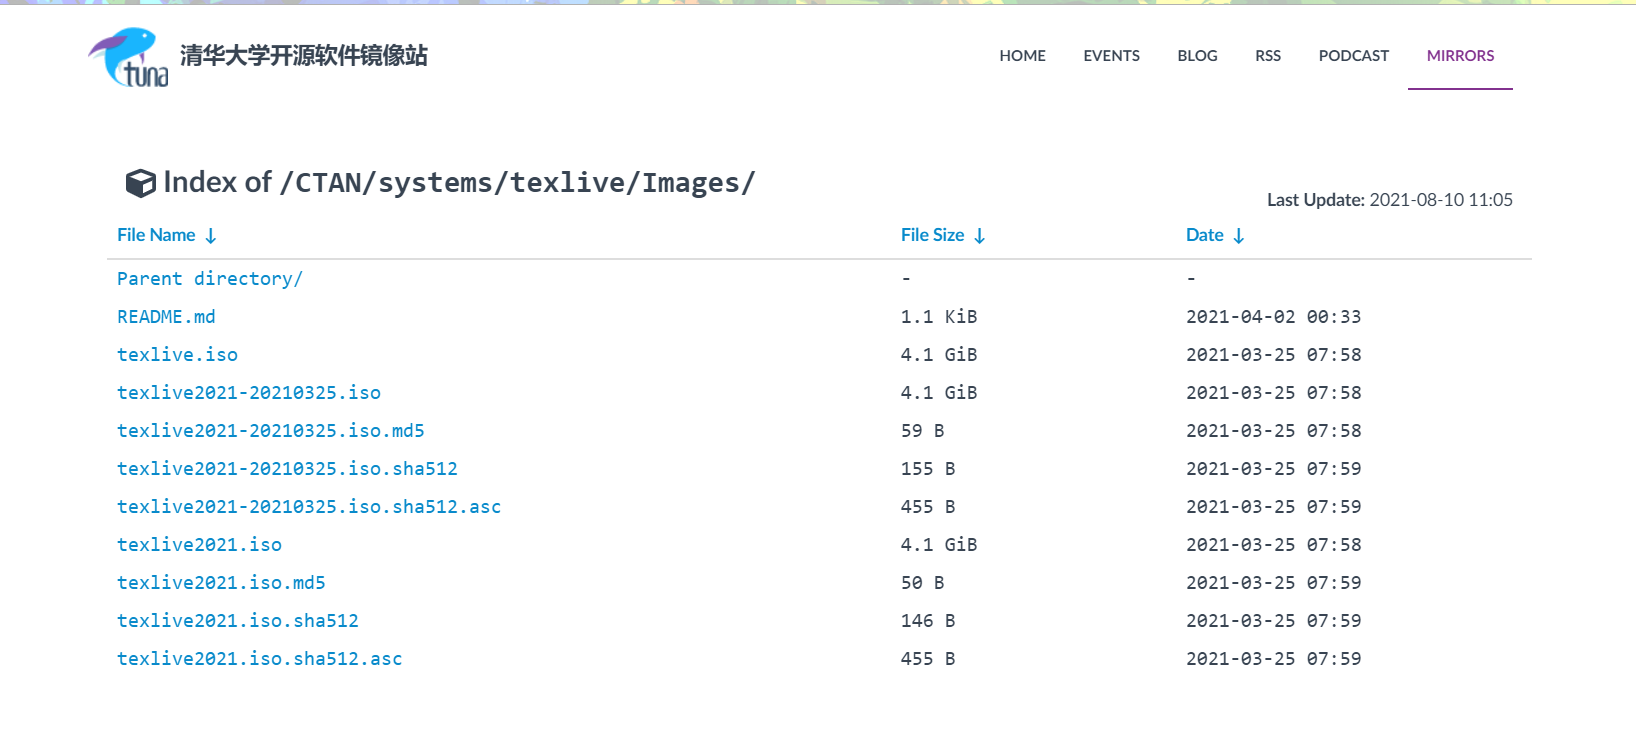 tuna
清华大学开源软件镜像站
HOME EVENTS BLOG RSS PODCAST MIRRORS
Index of /CTAN/systems/texlive/Images/
Last Update: 2021-08-10 11:05
File Name ↓ File Size ↓ Date ↓
Parent directory/ - -
README.md 1.1 KiB 2021-04-02 00:33
texlive.iso 4.1 GiB 2021-03-25 07:58
texlive2021-20210325.iso 4.1 GiB 2021-03-25 07:58
texlive2021-20210325.iso.md5 59 B 2021-03-25 07:58
texlive2021-20210325.iso.sha512 155 B 2021-03-25 07:59
texlive2021-20210325.iso.sha512.asc 455 B 2021-03-25 07:59
texlive2021.iso 4.1 GiB 2021-03-25 07:58
texlive2021.iso.md5 50 B 2021-03-25 07:59
texlive2021.iso.sha512 146 B 2021-03-25 07:59
texlive2021.iso.sha512.asc 455 B 2021-03-25 07:59